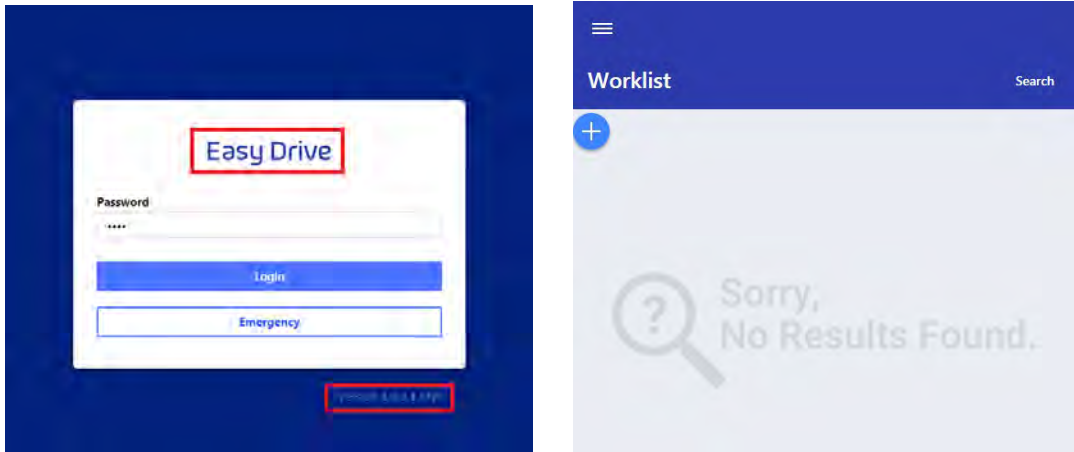 Easy Drive
Password
••••
Login
Emergency
Worklist
Search
+
?
Sorry,
No Results Found.